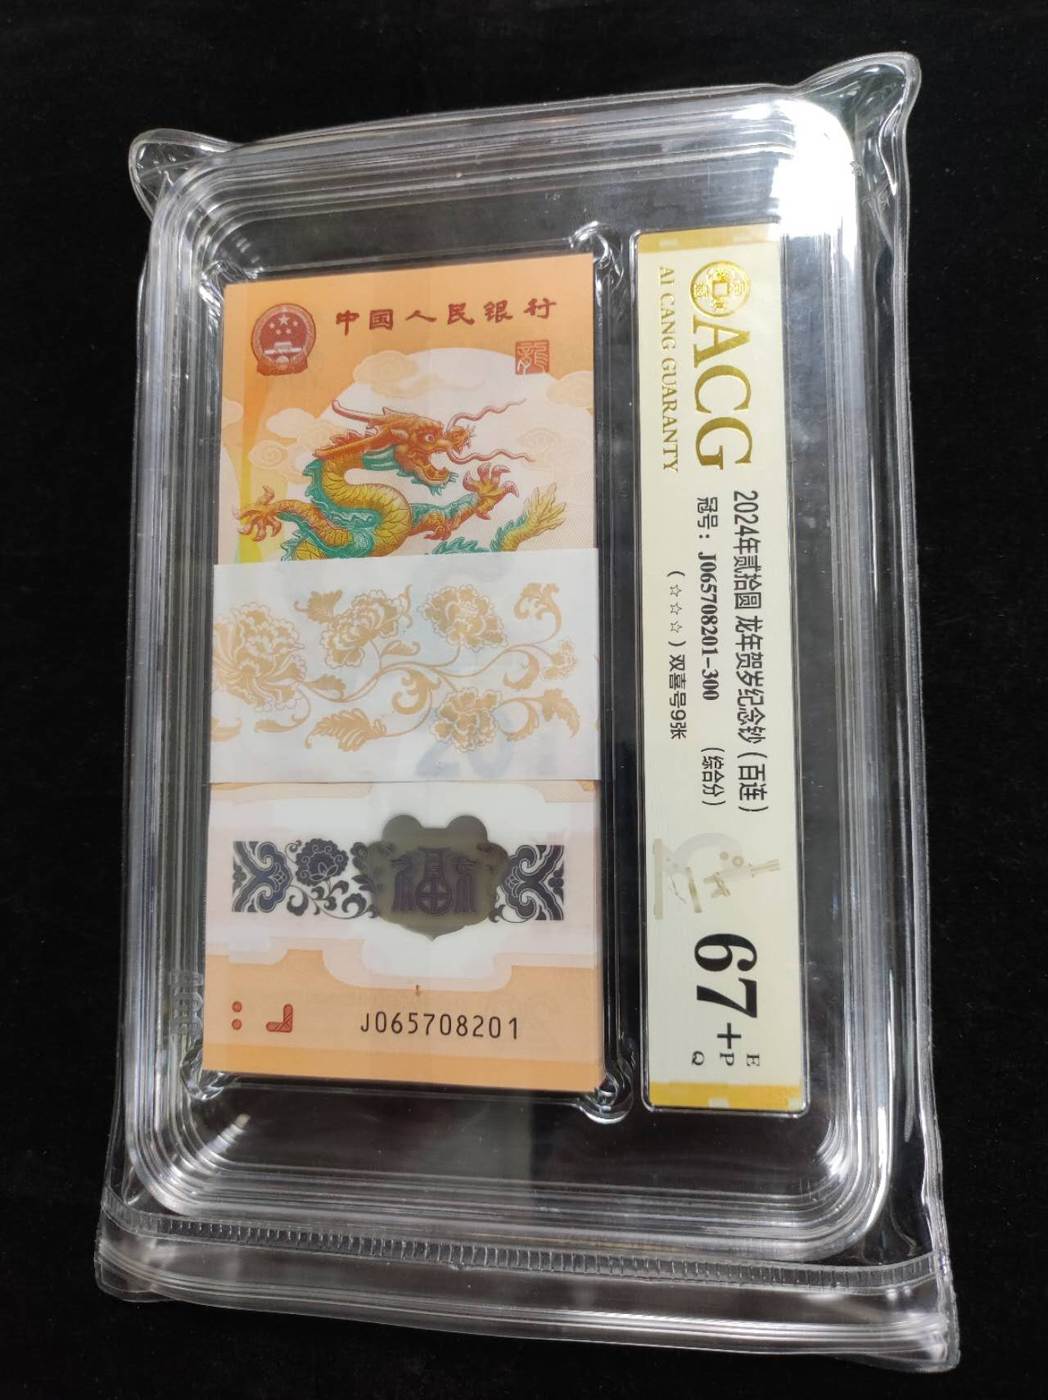 中国人民银行
龍
J065708201
ACG
AI CANG GUARANTY
2024年贰拾圆 龙年贺岁纪念钞（百连）
冠号：J065708201-300 （综合分）
（☆☆☆）双喜号9张
67+
E
P
Q